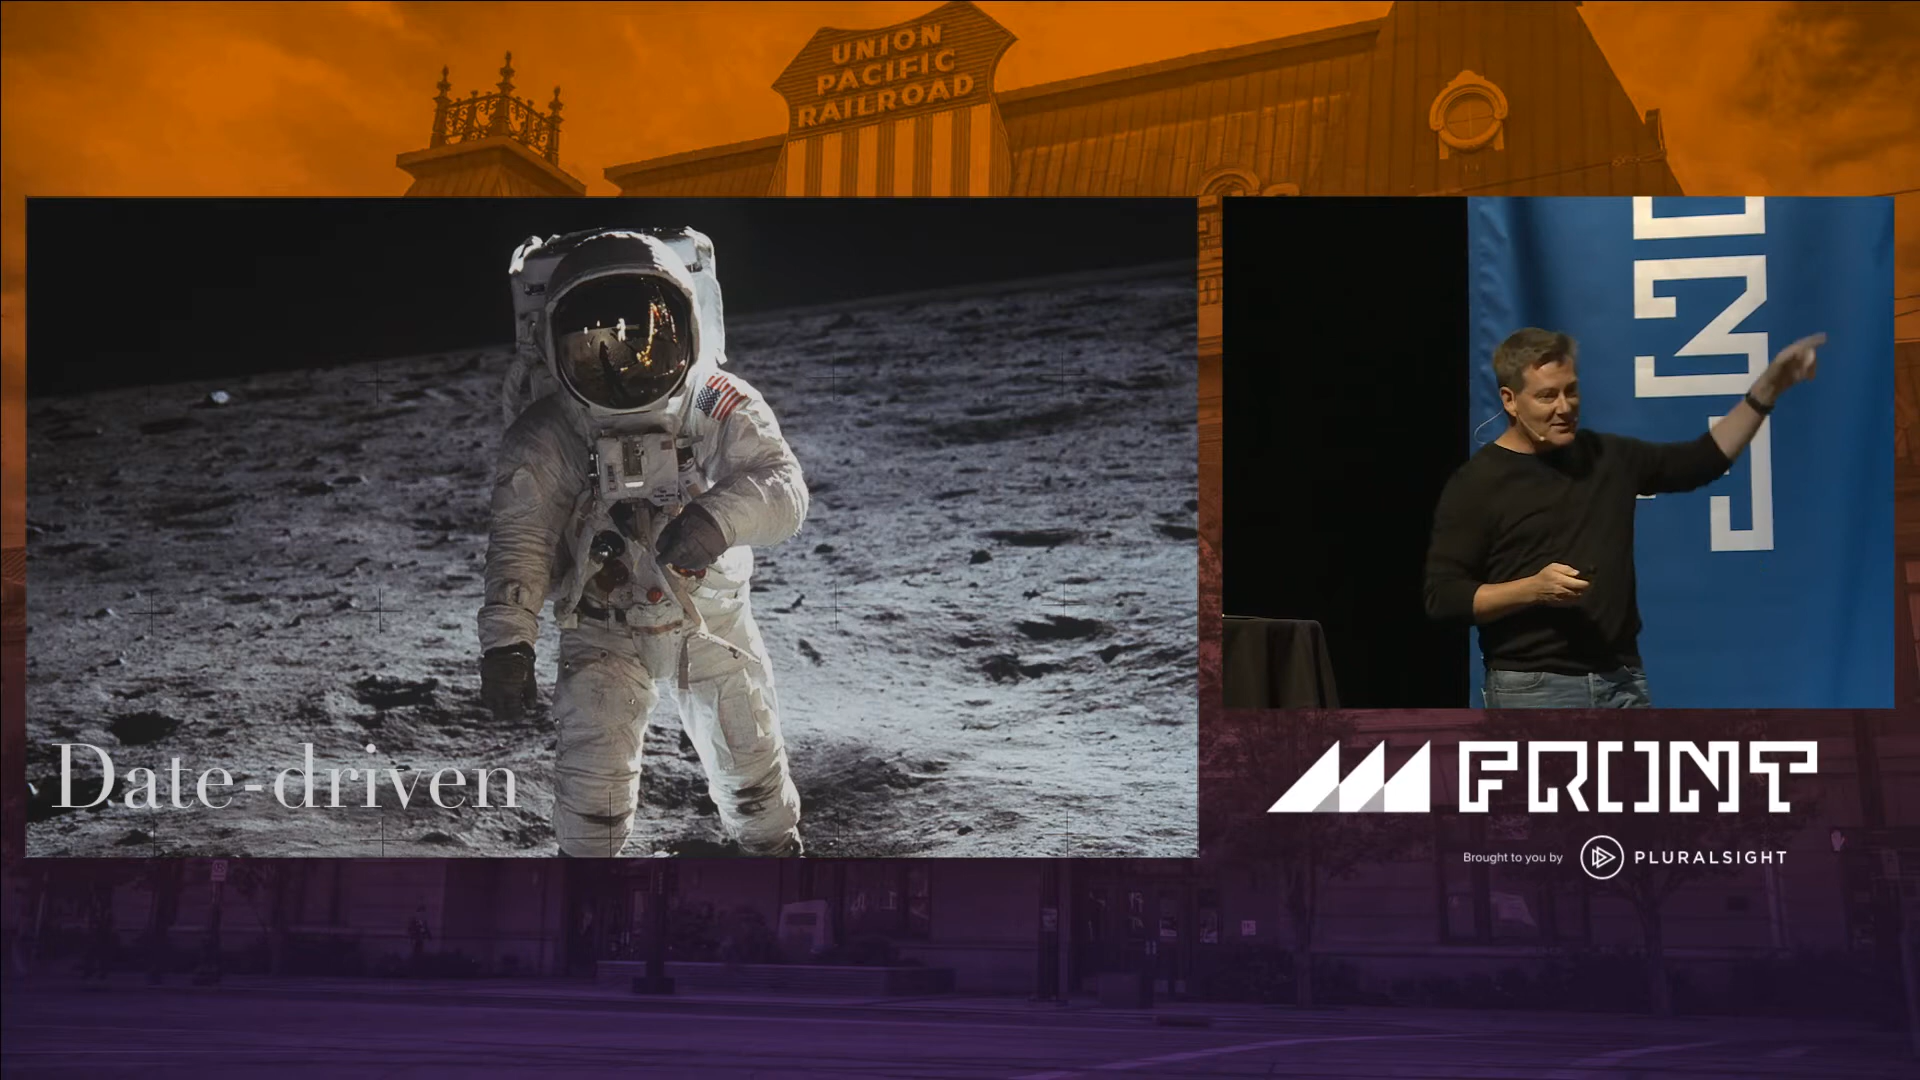 UNION
PACIFIC
RAILROAD
Date-driven
FRONT
Brought to you by
PLURALSIGHT